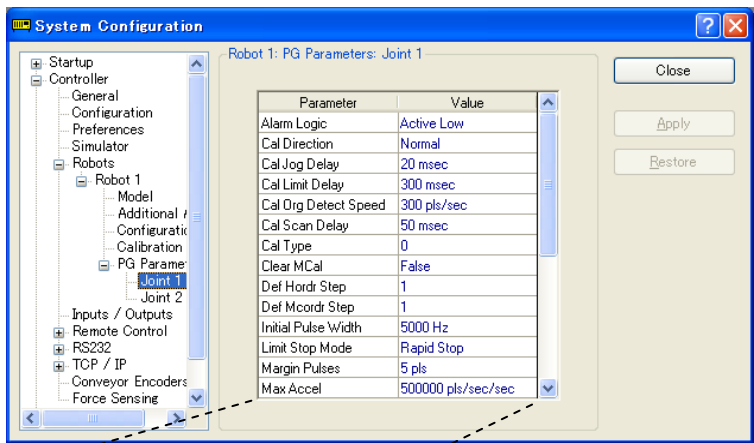 System Configuration
Startup
Controller
General
Configuration
Preferences
Simulator
Robots
Robot 1
Model
Additional
Configuratic
Calibration
PG Parame
Joint 1
Joint 2
Inputs / Outputs
Remote Control
RS232
TCP / IP
Conveyor Encoders
Force Sensing
Robot 1: PG Parameters: Joint 1
Parameter Value
Alarm Logic Active Low
Cal Direction Normal
Cal Jog Delay 20 msec
Cal Limit Delay 300 msec
Cal Org Detect Speed 300 pls/sec
Cal Scan Delay 50 msec
Cal Type 0
Clear MCal False
Def Hordr Step 1
Def Mcordr Step 1
Initial Pulse Width 5000 Hz
Limit Stop Mode Rapid Stop
Margin Pulses 5 pls
Max Accel 500000 pls/sec/sec
Close
Apply
Restore